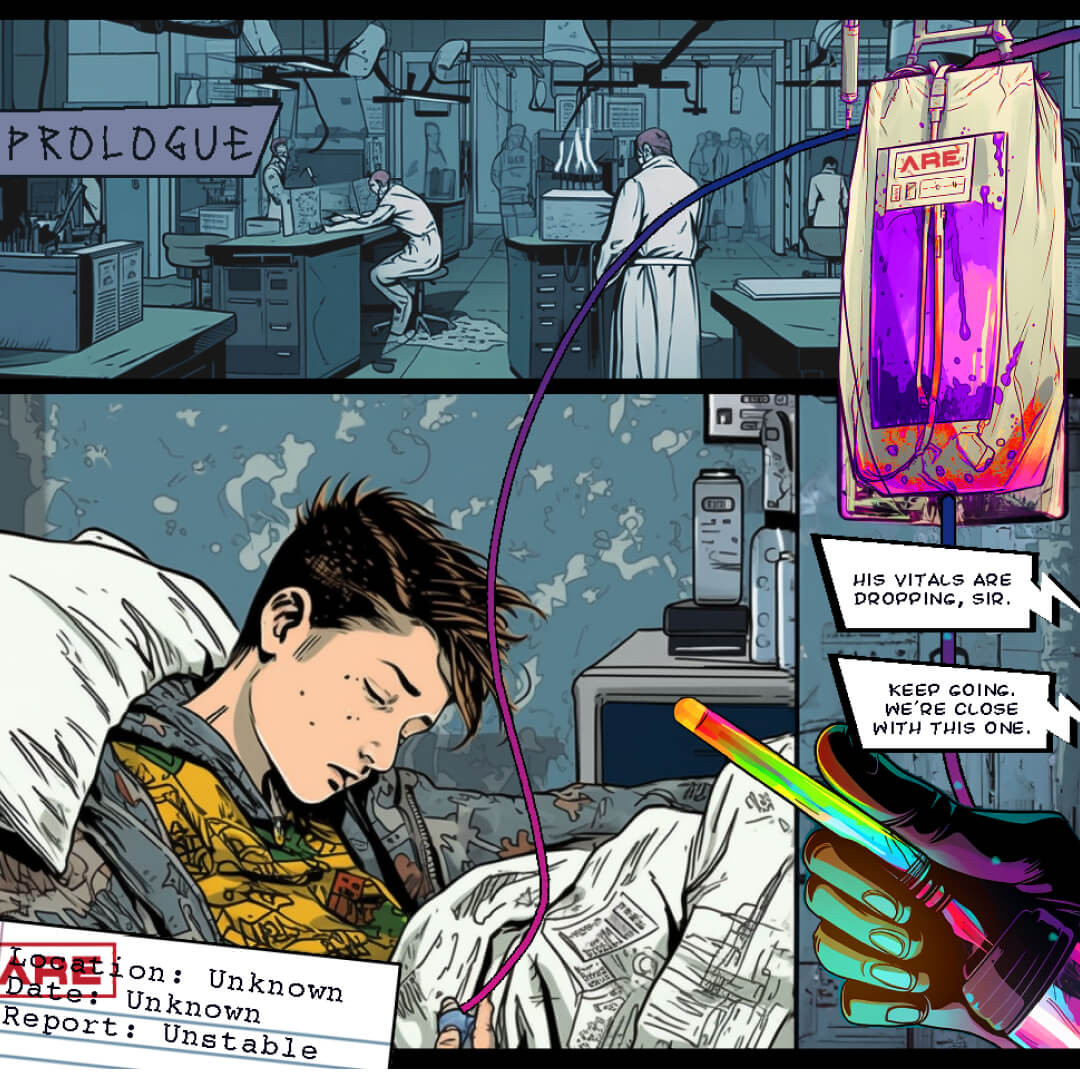 PROLOGUE
ARE
HIS VITALS ARE
DROPPING, SIR.
KEEP GOING.
WE'RE CLOSE
WITH THIS ONE.
ARE
Location: Unknown
Date: Unknown
Report: Unstable